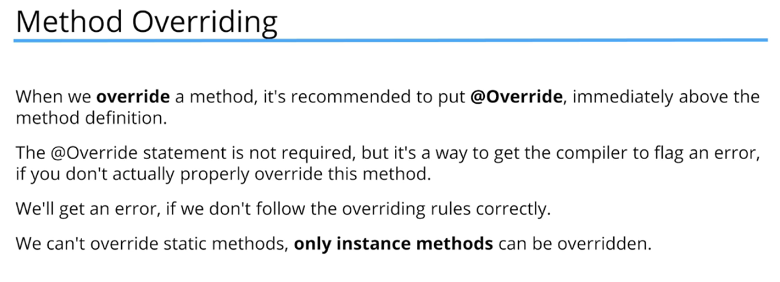 Method Overriding
When we override a method, it's recommended to put @Override, immediately above the
method definition.
The @Override statement is not required, but it's a way to get the compiler to flag an error,
if you don't actually properly override this method.
We'll get an error, if we don't follow the overriding rules correctly.
We can't override static methods, only instance methods can be overridden.